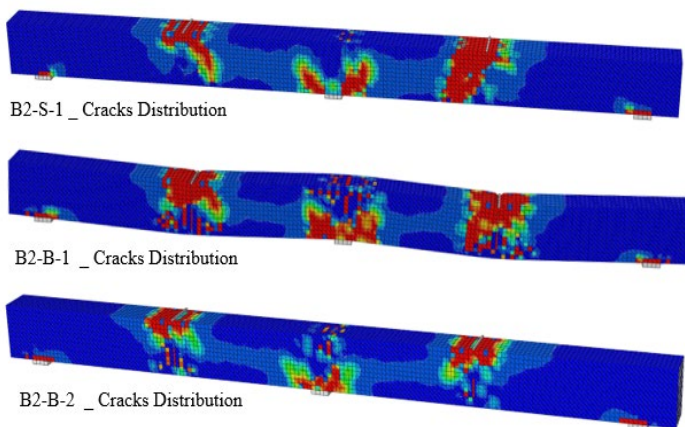 B2-S-1 _ Cracks Distribution
B2-B-1 _ Cracks Distribution
B2-B-2 _ Cracks Distribution